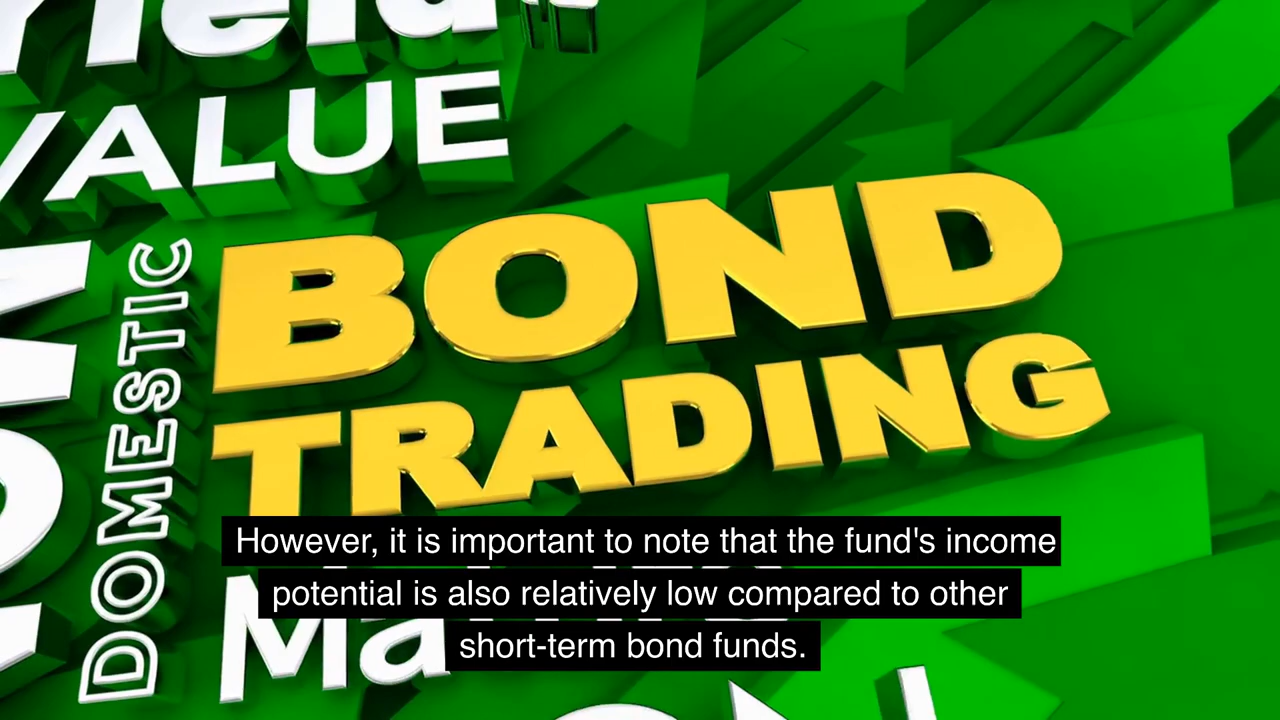 Yield
VALUE
DOMESTIC
BOND
TRADING
However, it is important to note that the fund's income
potential is also relatively low compared to other
short-term bond funds.